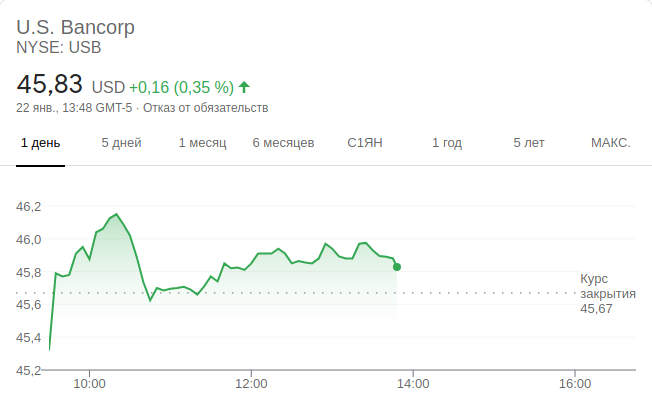 U.S. Bancorp
NYSE: USB
45,83 USD +0,16 (0,35 %)
22 янв., 13:48 GMT-5 · Отказ от обязательств
1 день 5 дней 1 месяц 6 месяцев С1ЯН 1 год 5 лет МАКС.
46,2
46,0
45,8
45,6
45,4
45,2
Курс
закрытия
45,67
10:00 12:00 14:00 16:00